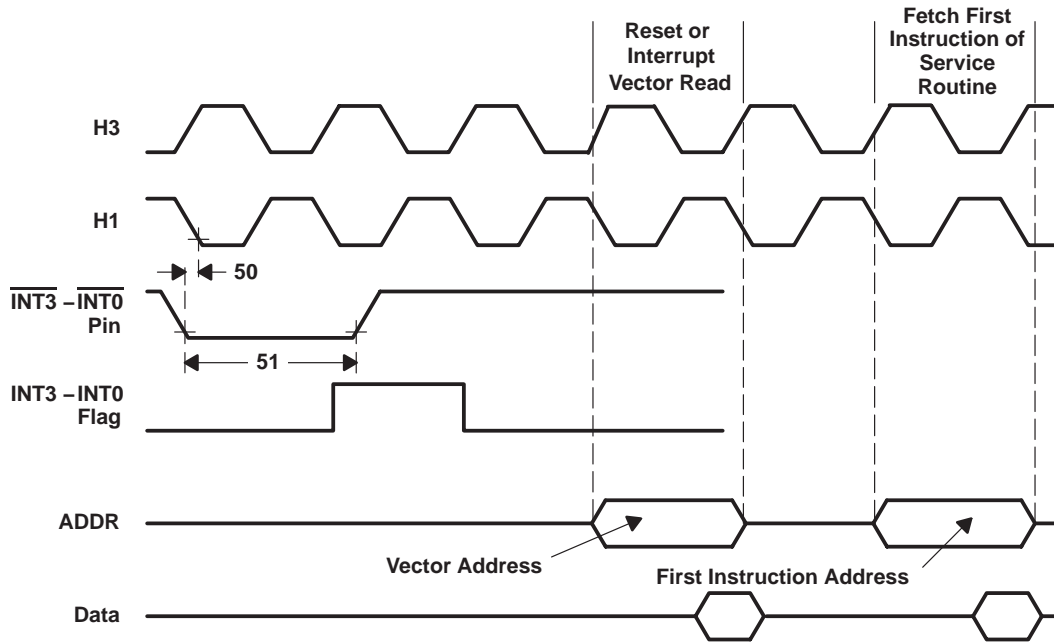 Reset or
Interrupt
Vector Read
Fetch First
Instruction of
Service
Routine
H3
H1
50
INT3 –INT0
Pin
51
INT3 –INT0
Flag
ADDR
Vector Address
First Instruction Address
Data